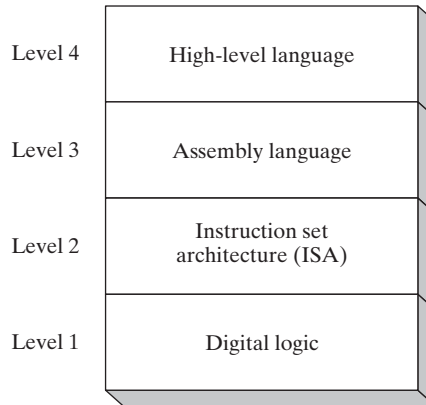 Level 4
High-level language
Level 3
Assembly language
Level 2
Instruction set
architecture (ISA)
Level 1
Digital logic